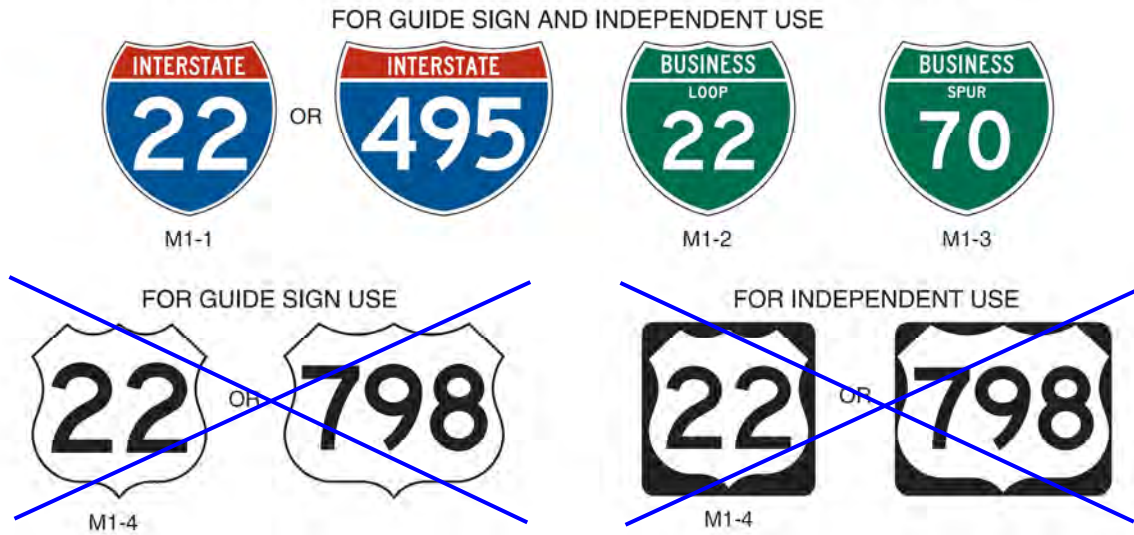 FOR GUIDE SIGN AND INDEPENDENT USE
INTERSTATE
22
OR
INTERSTATE
495
BUSINESS
LOOP
22
BUSINESS
SPUR
70
M1-1
M1-2
M1-3
FOR GUIDE SIGN USE
22
OR
798
M1-4
FOR INDEPENDENT USE
22
OR
798
M1-4